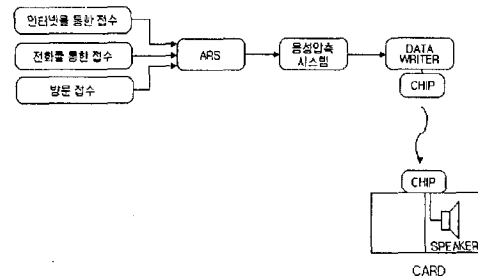 인터넷를 통한 접수
전화를 통한 접수
방문 접수
ARS
음성압축
시스템
DATA
WRITER
CHIP
CHIP
SPEAKER
CARD